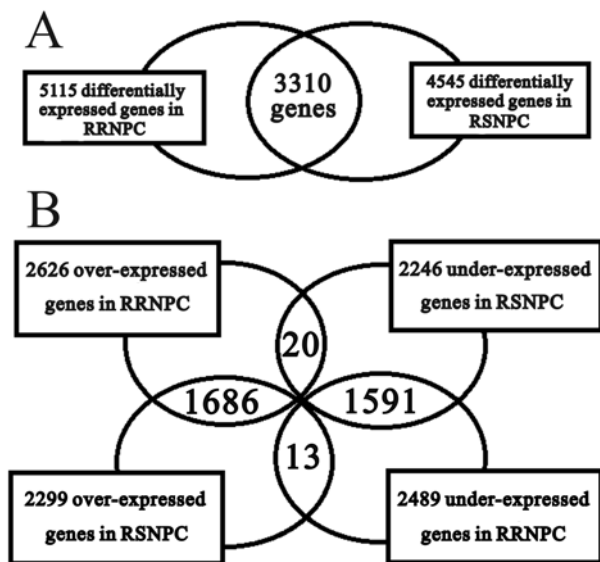 A
5115 differentially
expressed genes in
RRNPC
3310
genes
4545 differentially
expressed genes in
RSNPC
B
2626 over-expressed
genes in RRNPC
2246 under-expressed
genes in RSNPC
20
1686
1591
13
2299 over-expressed
genes in RSNPC
2489 under-expressed
genes in RRNPC